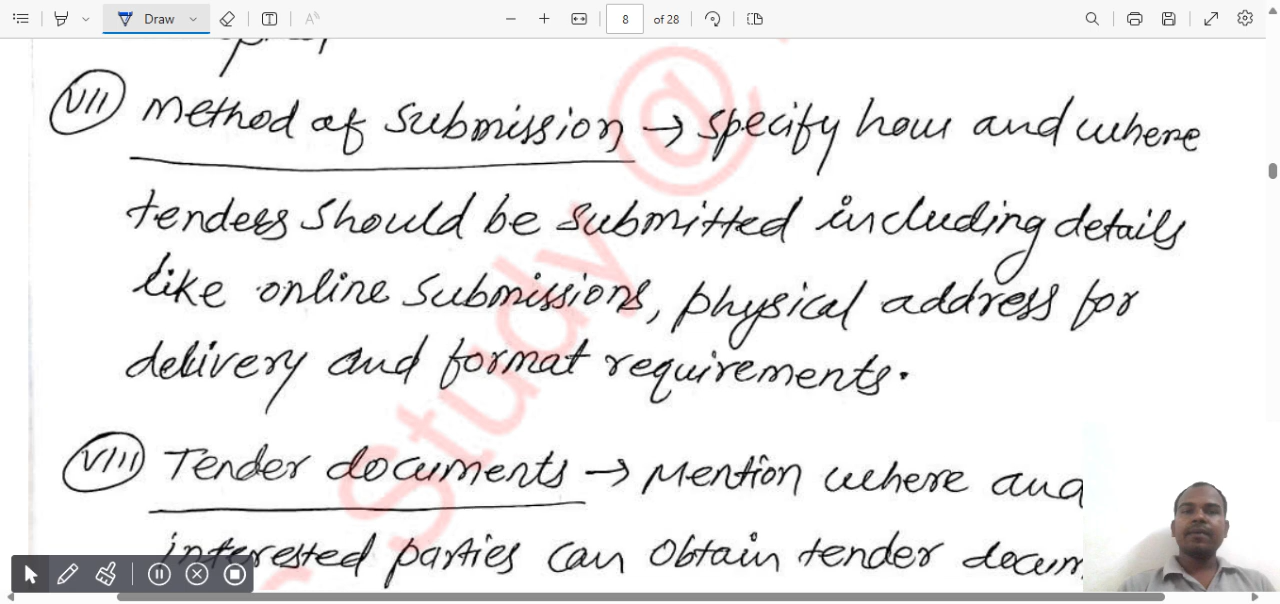 Draw
8 of 28
VII Method of Submission → Specify how and where
tenders should be submitted including details
like online submissions, physical address for
delivery and format requirements.
VIII Tender documents → Mention where and
interested parties can obtain tender docum
Study @